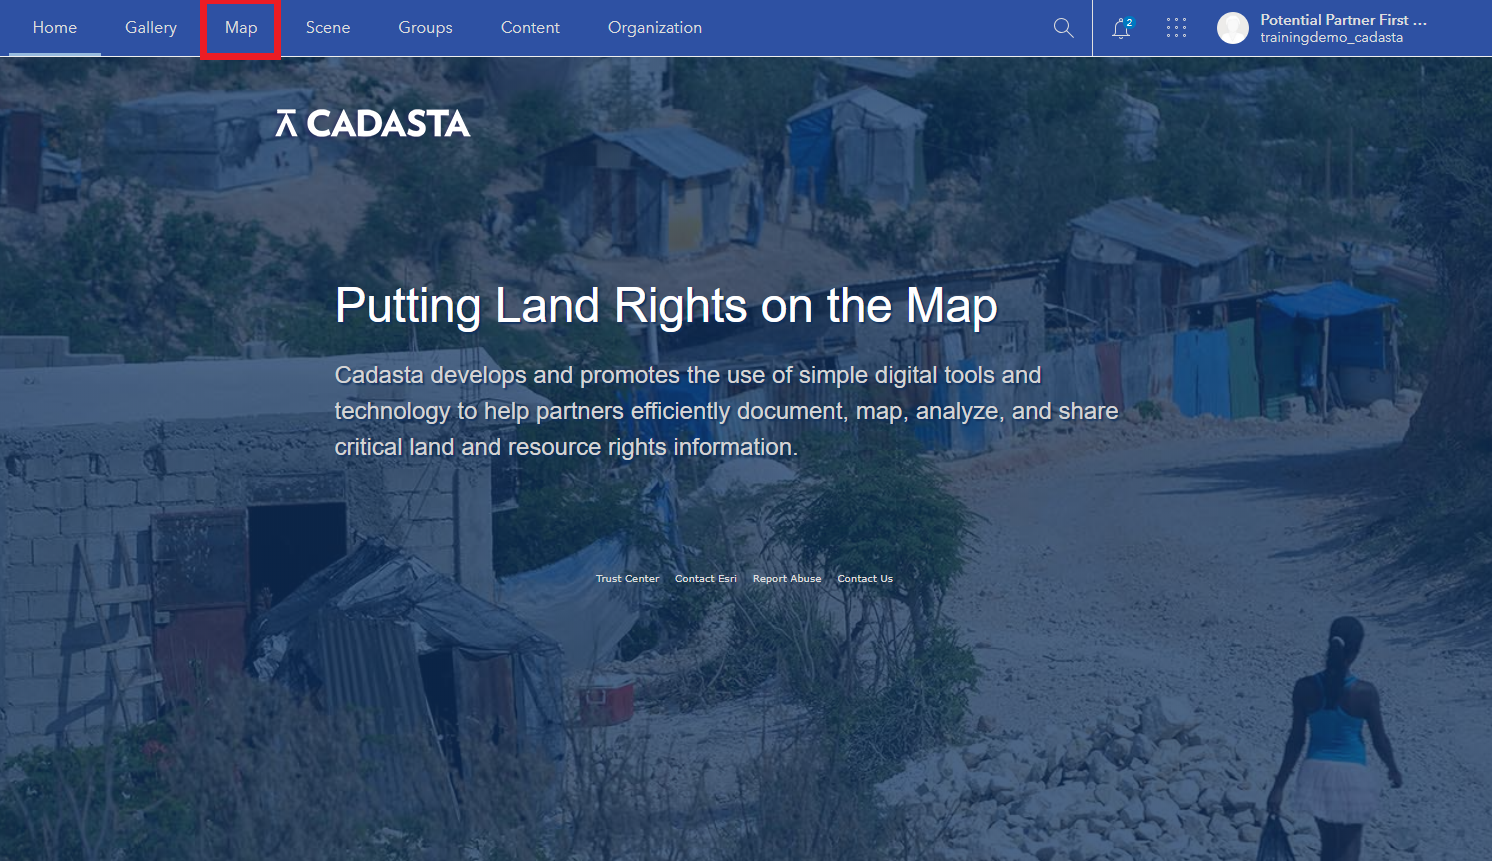 Home Gallery Map Scene Groups Content Organization 2 Potential Partner First ...
trainingdemo_cadasta
CADASTA
Putting Land Rights on the Map
Cadasta develops and promotes the use of simple digital tools and
technology to help partners efficiently document, map, analyze, and share
critical land and resource rights information.
Trust Center Contact Esri Report Abuse Contact Us